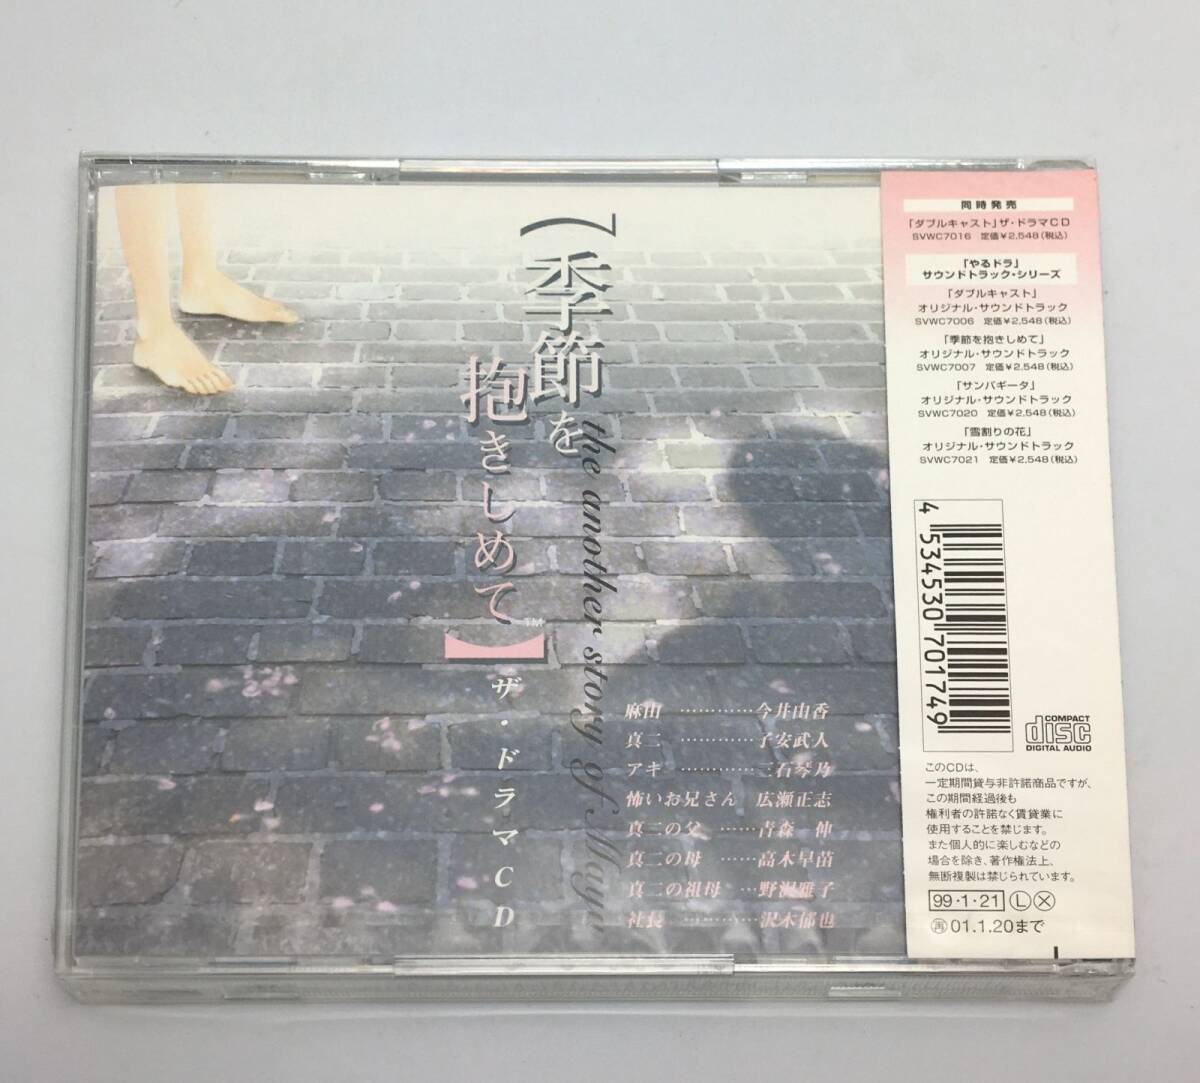 【季節を
抱きしめて】™
the another story of Mayu
ザ・ドラマCD
麻由 …………今井由香
真二 …………子安武人
アキ …………三石琴乃
怖いお兄さん 広瀬正志
真二の父 ……青森 伸
真二の母 ……高木早苗
真二の祖母 …野沢雅子
社長 …………沢木郁也
同時発売
「ダブルキャスト」ザ・ドラマCD
SVWC7016 定価¥2,548(税込)
「やるドラ」
サウンドトラック・シリーズ
「ダブルキャスト」
オリジナル・サウンドトラック
SVWC7006 定価¥2,548(税込)
「季節を抱きしめて」
オリジナル・サウンドトラック
SVWC7007 定価¥2,548(税込)
「サンパギータ」
オリジナル・サウンドトラック
SVWC7020 定価¥2,548(税込)
「雪割りの花」
オリジナル・サウンドトラック
SVWC7021 定価¥2,548(税込)
4 534530 701749
COMPACT
disc
DIGITAL AUDIO
このCDは、
一定期間貸与非許諾商品ですが、
この期間経過後も
権利者の許諾なく賃貸業に
使用することを禁じます。
また個人的に楽しむなどの
場合を除き、著作権法上、
無断複製は禁じられています。
99・1・21 Ⓛ Ⓧ
㊢01.1.20まで